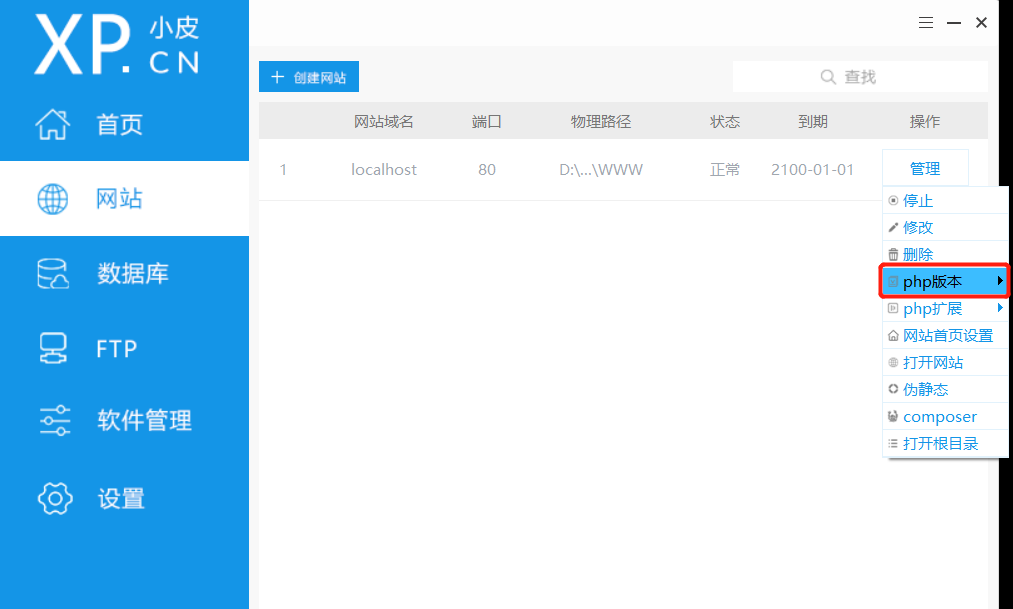 XP. 小皮
CN
首页
网站
数据库
FTP
软件管理
设置
创建网站
查找
网站域名 端口 物理路径 状态 到期 操作
1 localhost 80 D:\...\WWW 正常 2100-01-01 管理
停止
修改
删除
php版本
php扩展
网站首页设置
打开网站
伪静态
composer
打开根目录